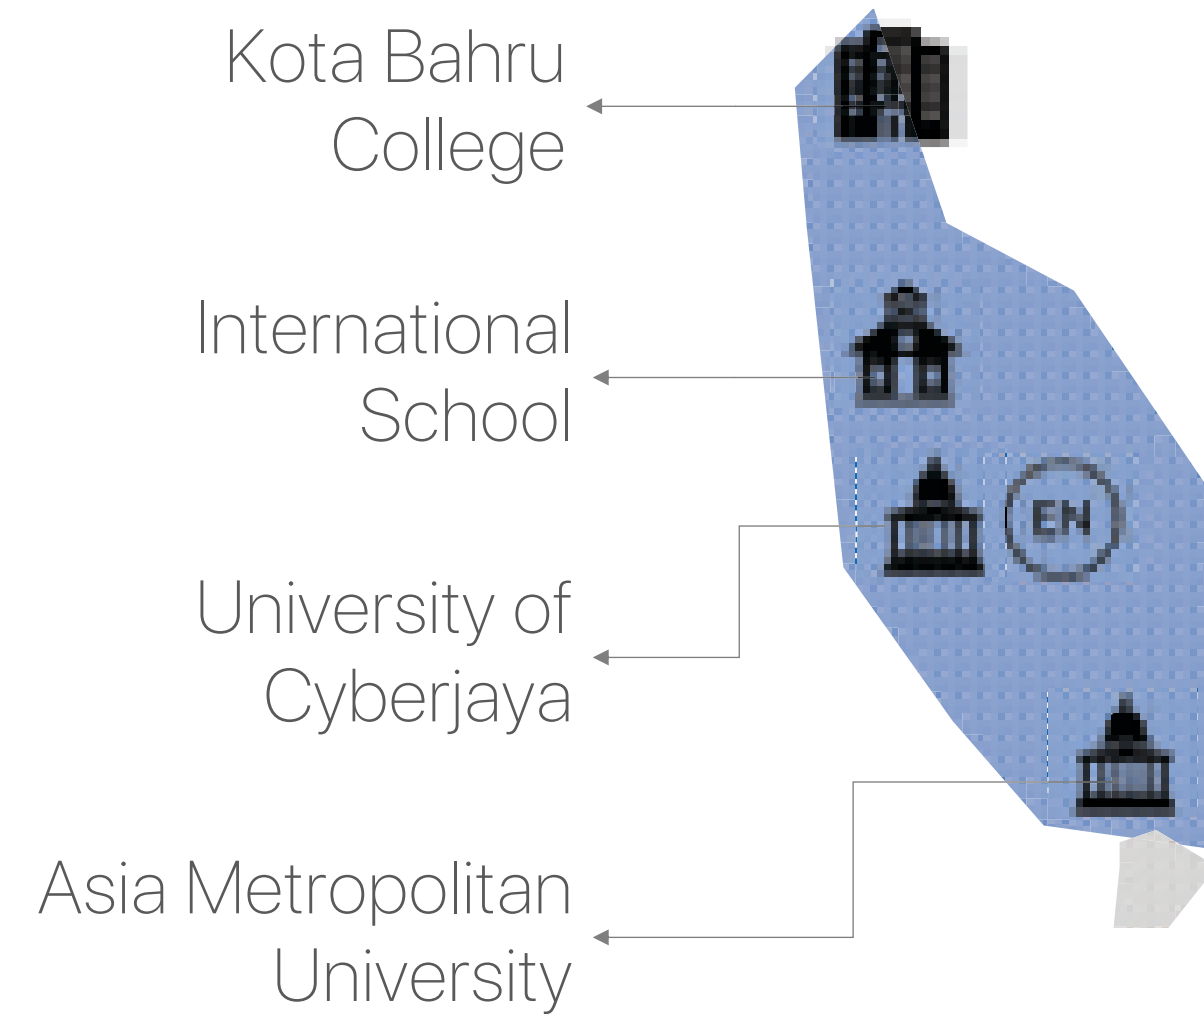 Kota Bahru
College
International
School
EN
University of
Cyberjaya
Asia Metropolitan
University